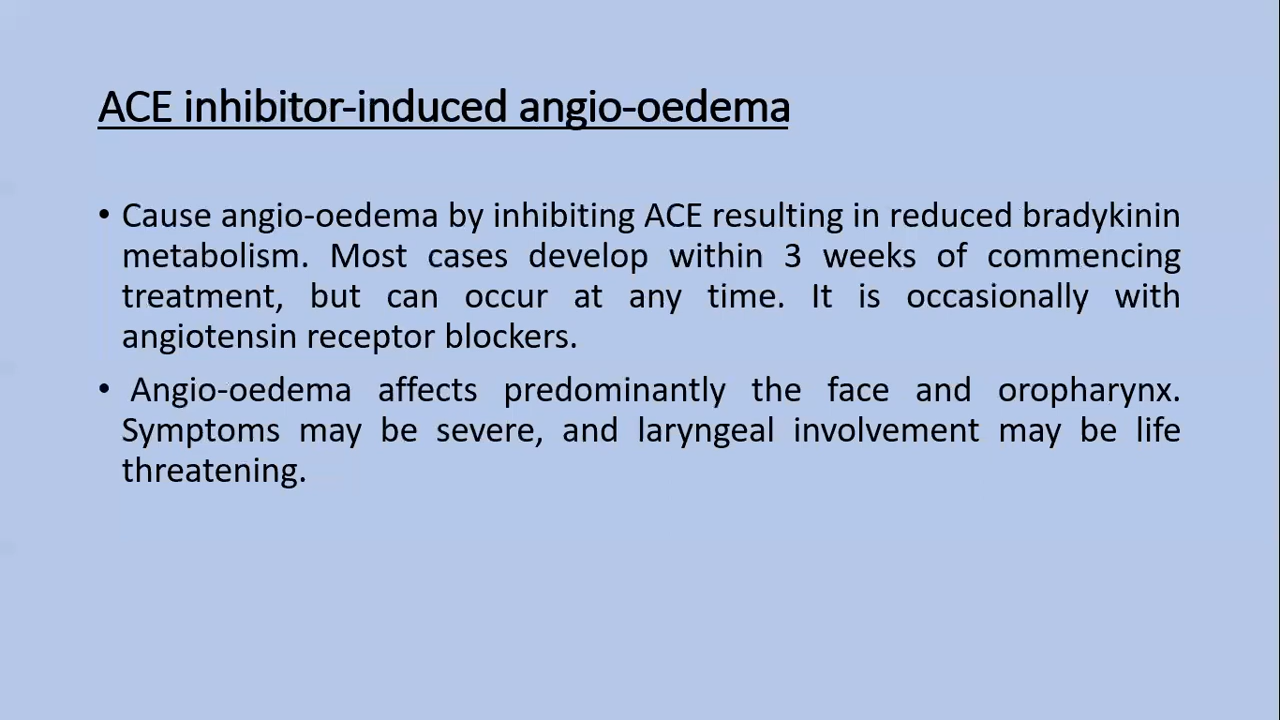 ACE inhibitor-induced angio-oedema
• Cause angio-oedema by inhibiting ACE resulting in reduced bradykinin
metabolism. Most cases develop within 3 weeks of commencing
treatment, but can occur at any time. It is occasionally with
angiotensin receptor blockers.
• Angio-oedema affects predominantly the face and oropharynx.
Symptoms may be severe, and laryngeal involvement may be life
threatening.